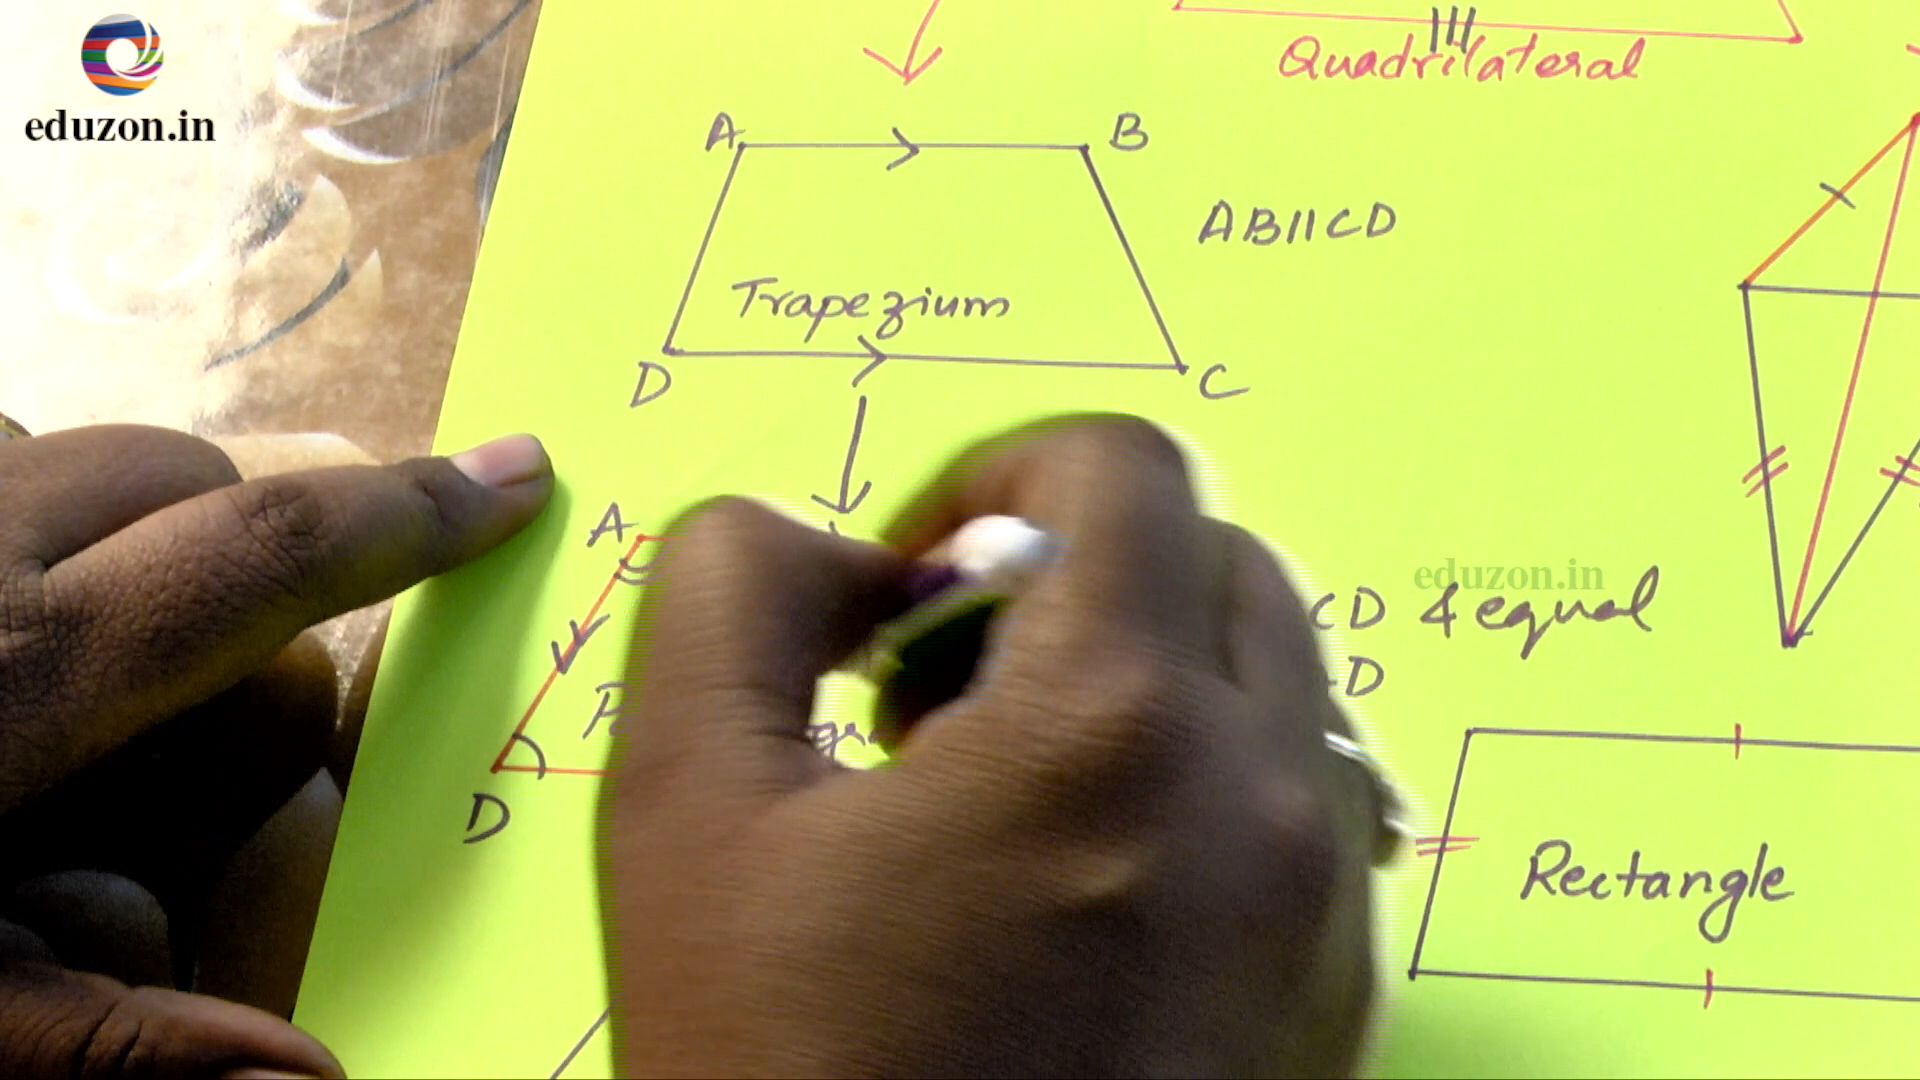 eduzon.in
Quadrilateral
A B
AB||CD
Trapezium
D C
A
eduzon.in
CD & equal
D
D
Rectangle